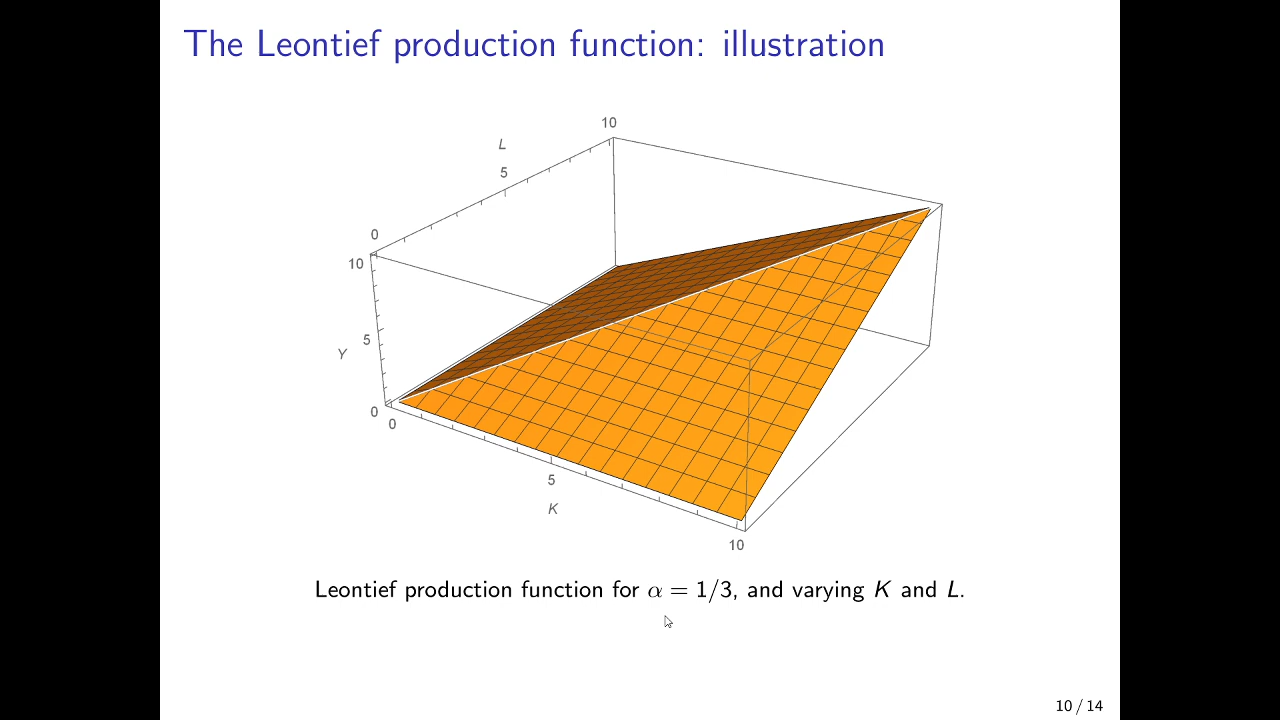 The Leontief production function: illustration
10
L
5
0
10
5
Y
0
0
5
K
10
Leontief production function for α = 1/3, and varying K and L.
10 / 14